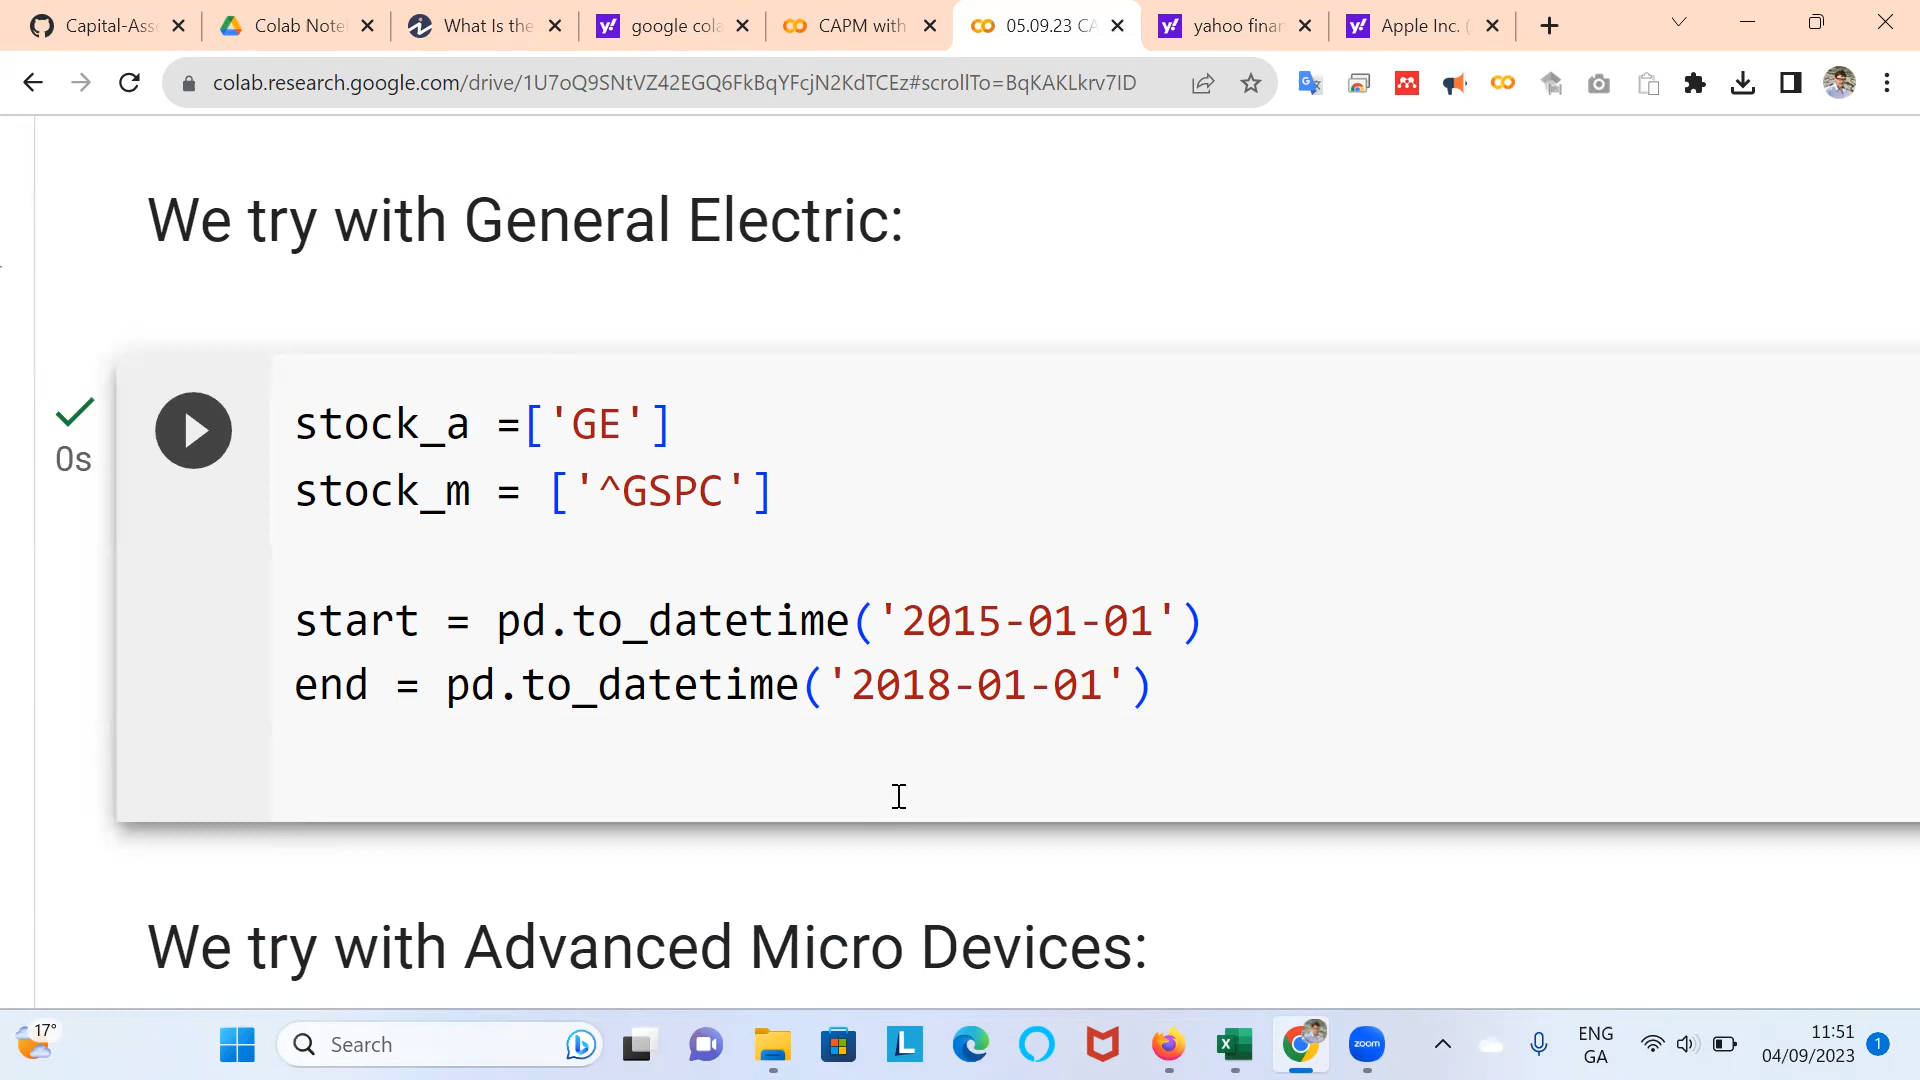 Capital-Ass
Colab Note
What Is the
google cola
CAPM with
05.09.23 CA
yahoo finan
Apple Inc. (
colab.research.google.com/drive/1U7oQ9SNtVZ42EGQ6FkBqYFcjN2KdTCEz#scrollTo=BqKAKLkrv7ID
We try with General Electric:
0s
stock_a =['GE']
stock_m = ['^GSPC']
start = pd.to_datetime('2015-01-01')
end = pd.to_datetime('2018-01-01')
We try with Advanced Micro Devices:
17°
Search
L
zoom
ENG
GA
11:51
04/09/2023
1